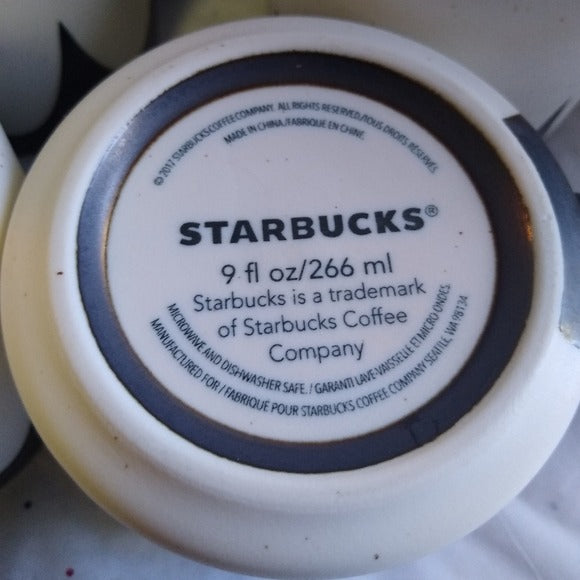 © 2017 STARBUCKS COFFEE COMPANY. ALL RIGHTS RESERVED./TOUS DROITS RÉSERVÉS.
MADE IN CHINA./FABRIQUÉ EN CHINE.
STARBUCKS®
9 fl oz/266 ml
Starbucks is a trademark
of Starbucks Coffee
Company
MICROWAVE AND DISHWASHER SAFE. / GARANTI LAVE-VAISSELLE ET MICRO ONDES
MANUFACTURED FOR / FABRIQUÉ POUR STARBUCKS COFFEE COMPANY SEATTLE, WA 98134